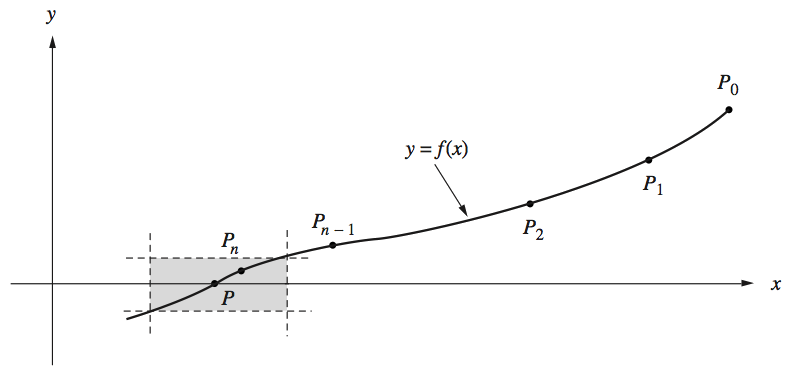 y
P₀
y = f(x)
P₁
Pₙ₋₁
P₂
Pₙ
x
P